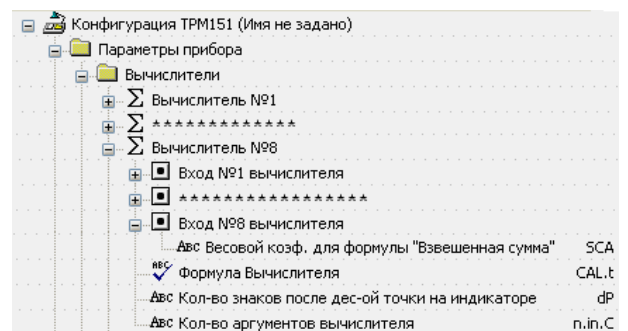 Конфигурация ТРМ151 (Имя не задано)
Параметры прибора
Вычислители
Вычислитель №1
*************
Вычислитель №8
Вход №1 вычислителя
*****************
Вход №8 вычислителя
Весовой коэф. для формулы "Взвешенная сумма" SCA
Формула Вычислителя CAL.t
Кол-во знаков после дес-ой точки на индикаторе dP
Кол-во аргументов вычислителя n.in.C